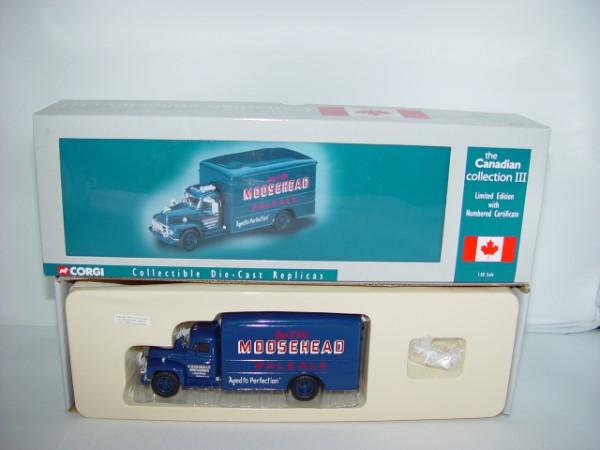 MOOSEHEAD
PALE ALE
'Aged to Perfection'
the
Canadian
collection III
Limited Edition
with
Numbered Certificate
1:50 Scale
CORGI
Collectible Die-Cast Replicas
MOOSEHEAD
PALE ALE
'Aged to Perfection'